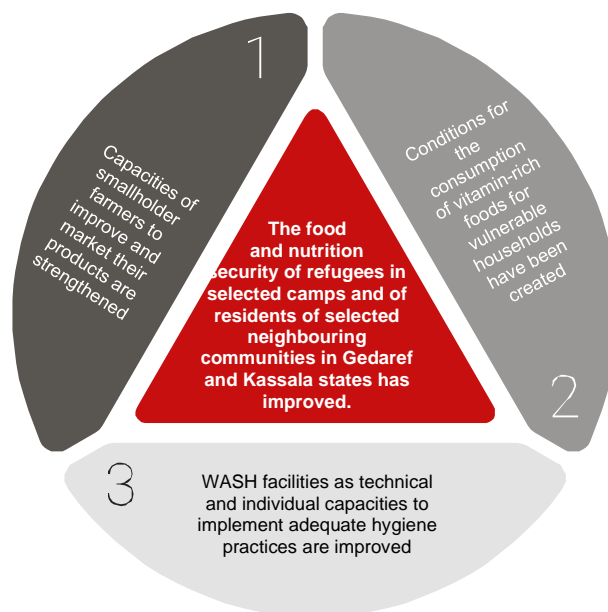 1
Capacities of
smallholder
farmers to
improve and
market their
products are
strengthened
Conditions for
the
consumption
of vitamin-rich
foods for
vulnerable
households
have been
created
2
The food
and nutrition
security of refugees in
selected camps and of
residents of selected
neighbouring
communities in Gedaref
and Kassala states has
improved.
3
WASH facilities as technical
and individual capacities to
implement adequate hygiene
practices are improved